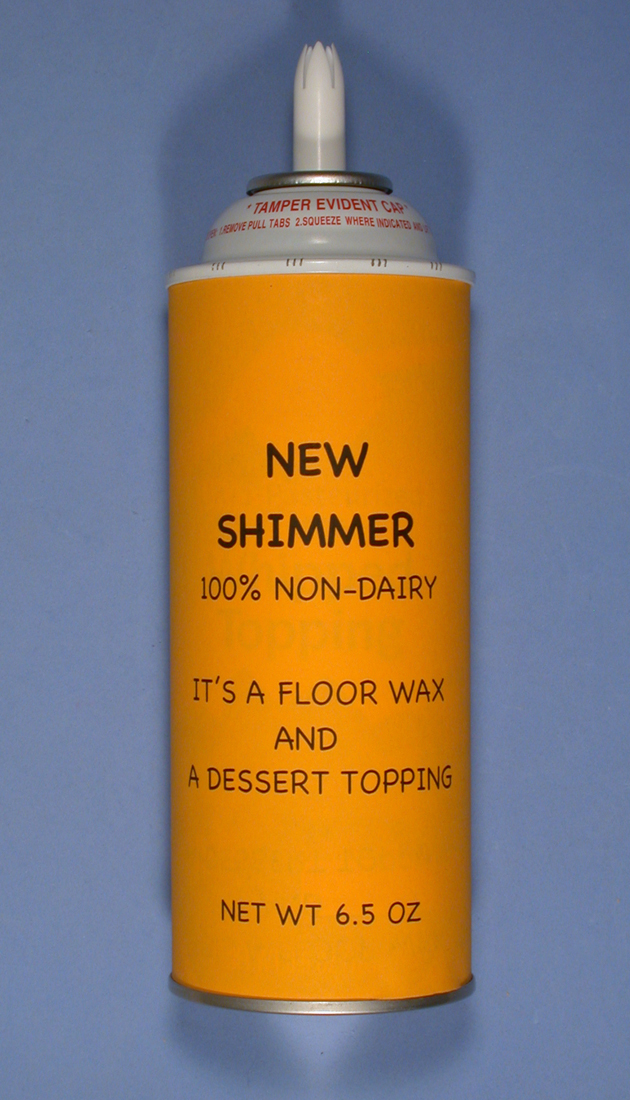 * TAMPER EVIDENT CAP *
1.REMOVE PULL TABS 2.SQUEEZE WHERE INDICATED AND
NEW
SHIMMER
100% NON-DAIRY
Topping
IT'S A FLOOR WAX
AND
A DESSERT TOPPING
NET WT 6.5 OZ